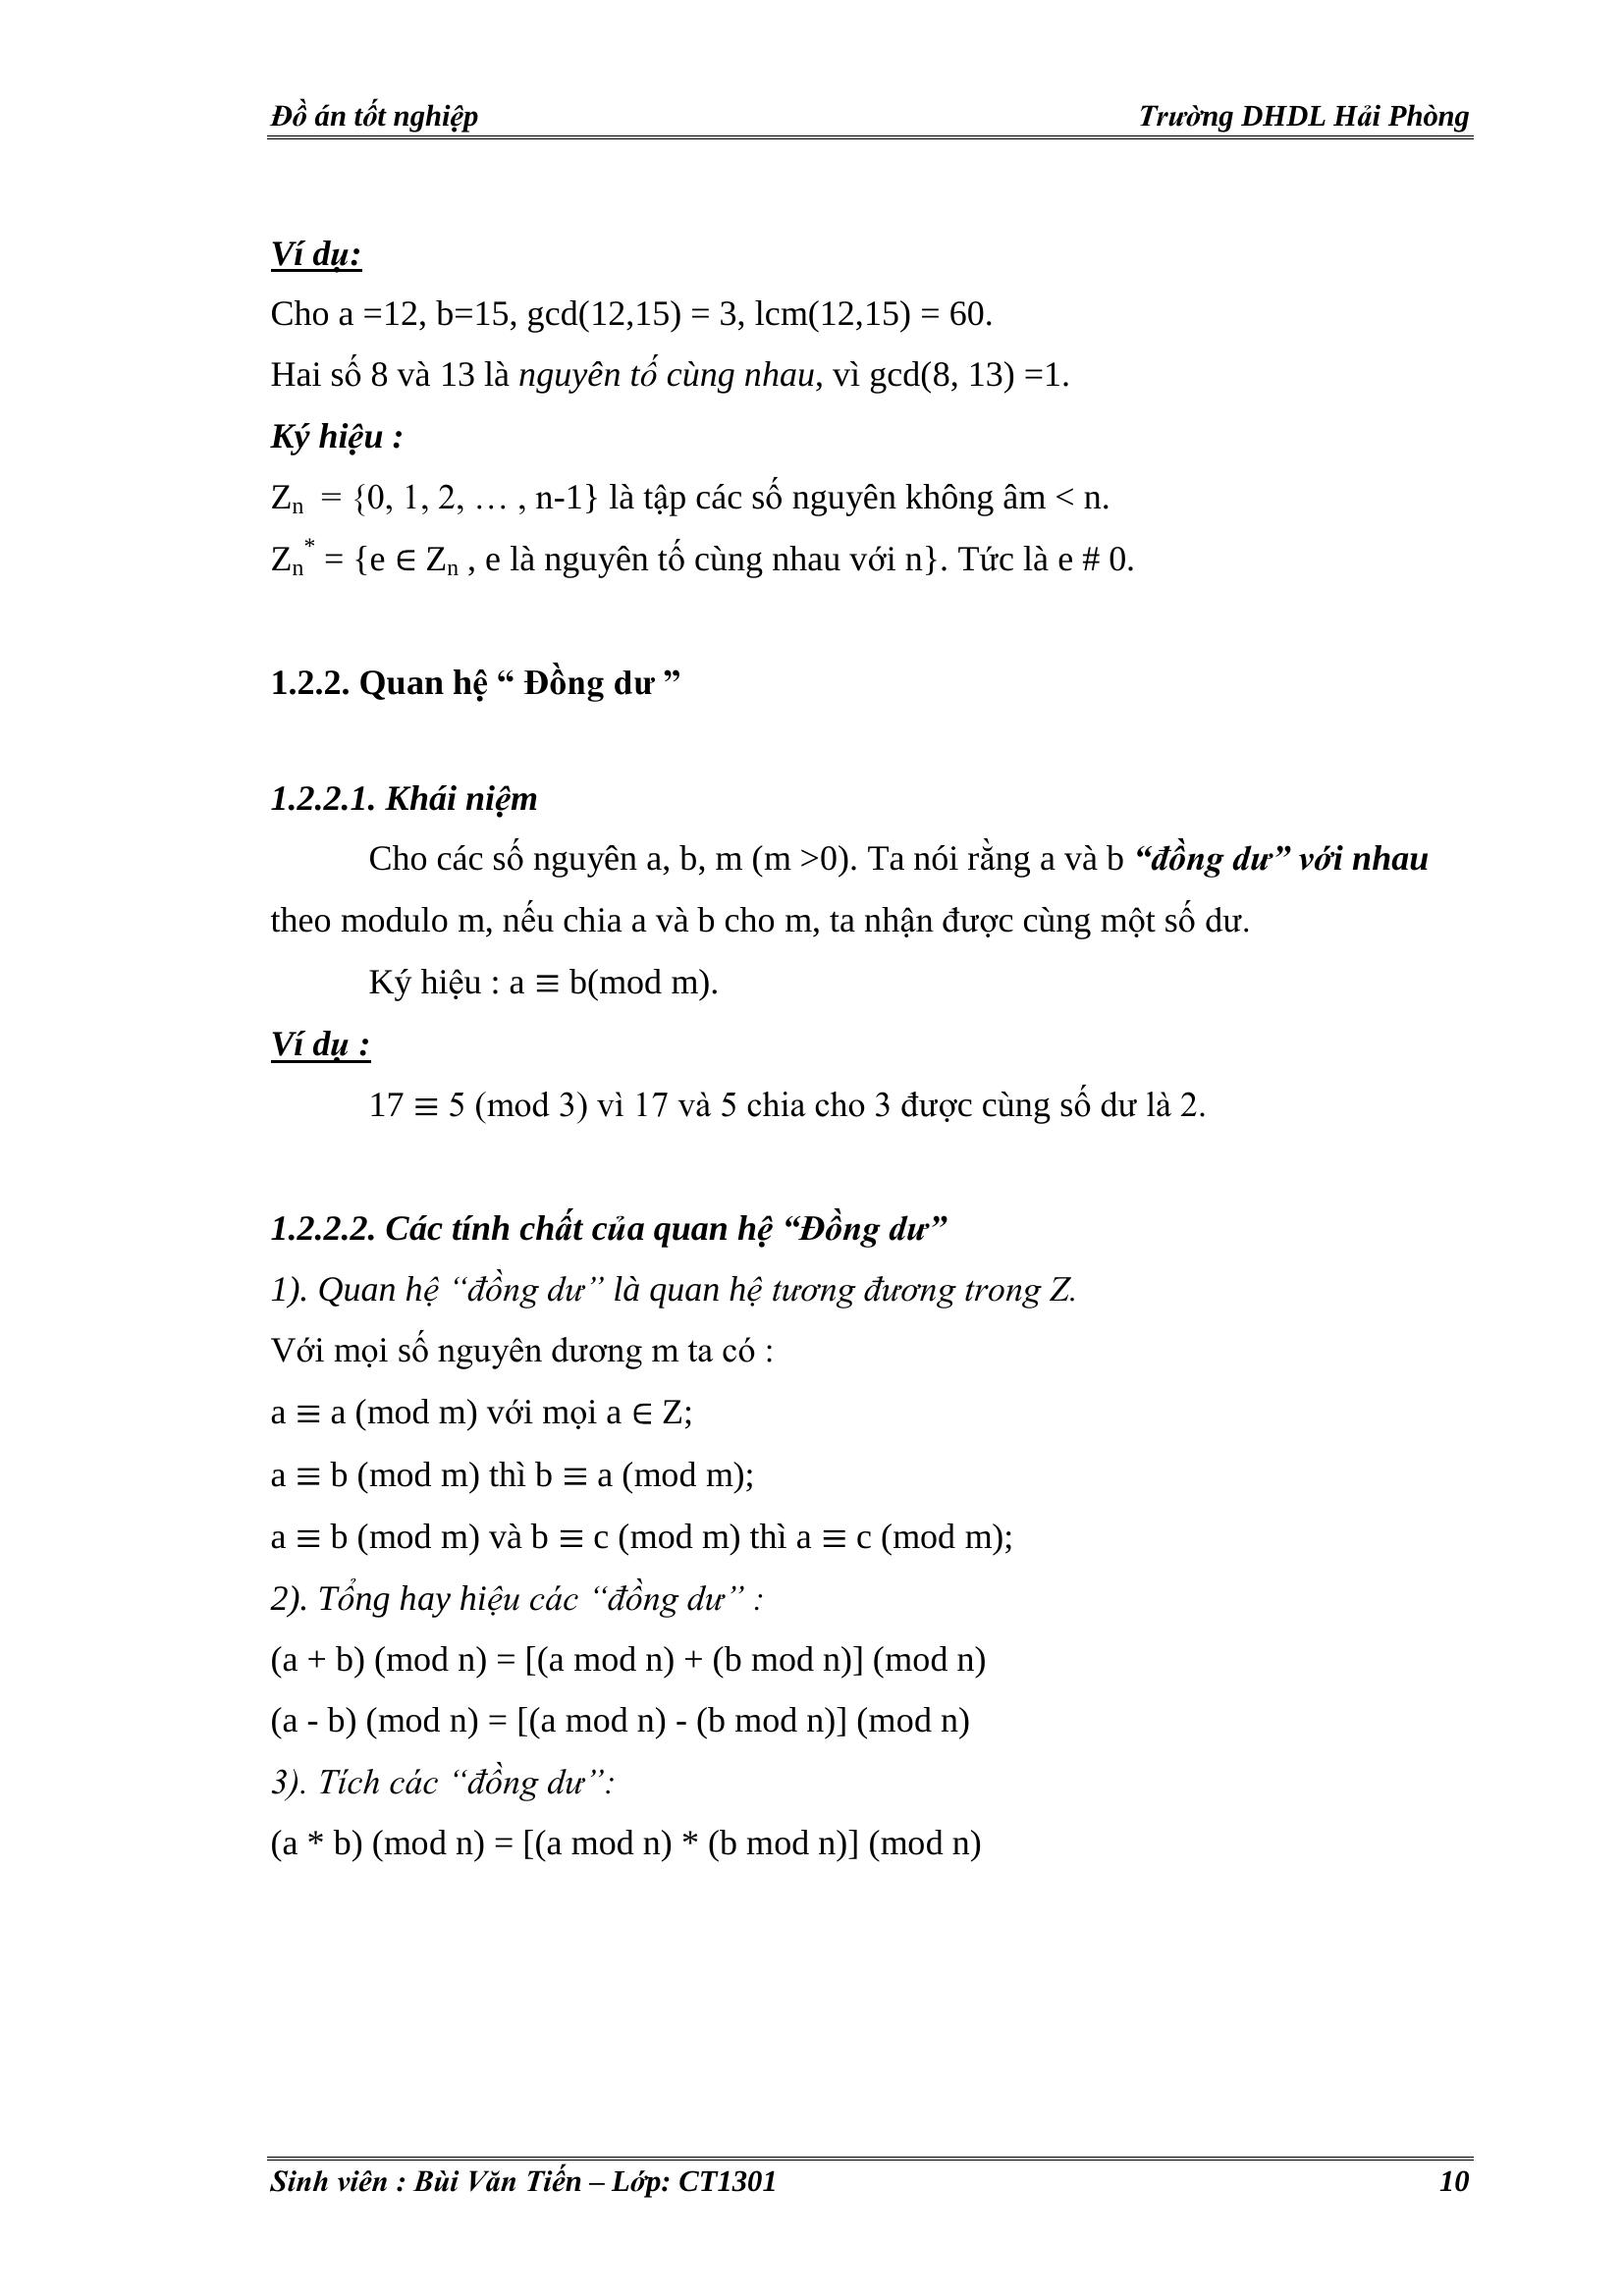 Đồ án tốt nghiệp Trường DHDL Hải Phòng
Ví dụ:
Cho a =12, b=15, gcd(12,15) = 3, lcm(12,15) = 60.
Hai số 8 và 13 là nguyên tố cùng nhau, vì gcd(8, 13) =1.
Ký hiệu :
Zn = {0, 1, 2, … , n-1} là tập các số nguyên không âm < n.
Zn* = {e ∈ Zn , e là nguyên tố cùng nhau với n}. Tức là e # 0.
1.2.2. Quan hệ “ Đồng dư ”
1.2.2.1. Khái niệm
Cho các số nguyên a, b, m (m >0). Ta nói rằng a và b “đồng dư” với nhau
theo modulo m, nếu chia a và b cho m, ta nhận được cùng một số dư.
Ký hiệu : a ≡ b(mod m).
Ví dụ :
17 ≡ 5 (mod 3) vì 17 và 5 chia cho 3 được cùng số dư là 2.
1.2.2.2. Các tính chất của quan hệ “Đồng dư”
1). Quan hệ “đồng dư” là quan hệ tương đương trong Z.
Với mọi số nguyên dương m ta có :
a ≡ a (mod m) với mọi a ∈ Z;
a ≡ b (mod m) thì b ≡ a (mod m);
a ≡ b (mod m) và b ≡ c (mod m) thì a ≡ c (mod m);
2). Tổng hay hiệu các “đồng dư” :
(a + b) (mod n) = [(a mod n) + (b mod n)] (mod n)
(a - b) (mod n) = [(a mod n) - (b mod n)] (mod n)
3). Tích các “đồng dư”:
(a * b) (mod n) = [(a mod n) * (b mod n)] (mod n)
Sinh viên : Bùi Văn Tiến – Lớp: CT1301 10